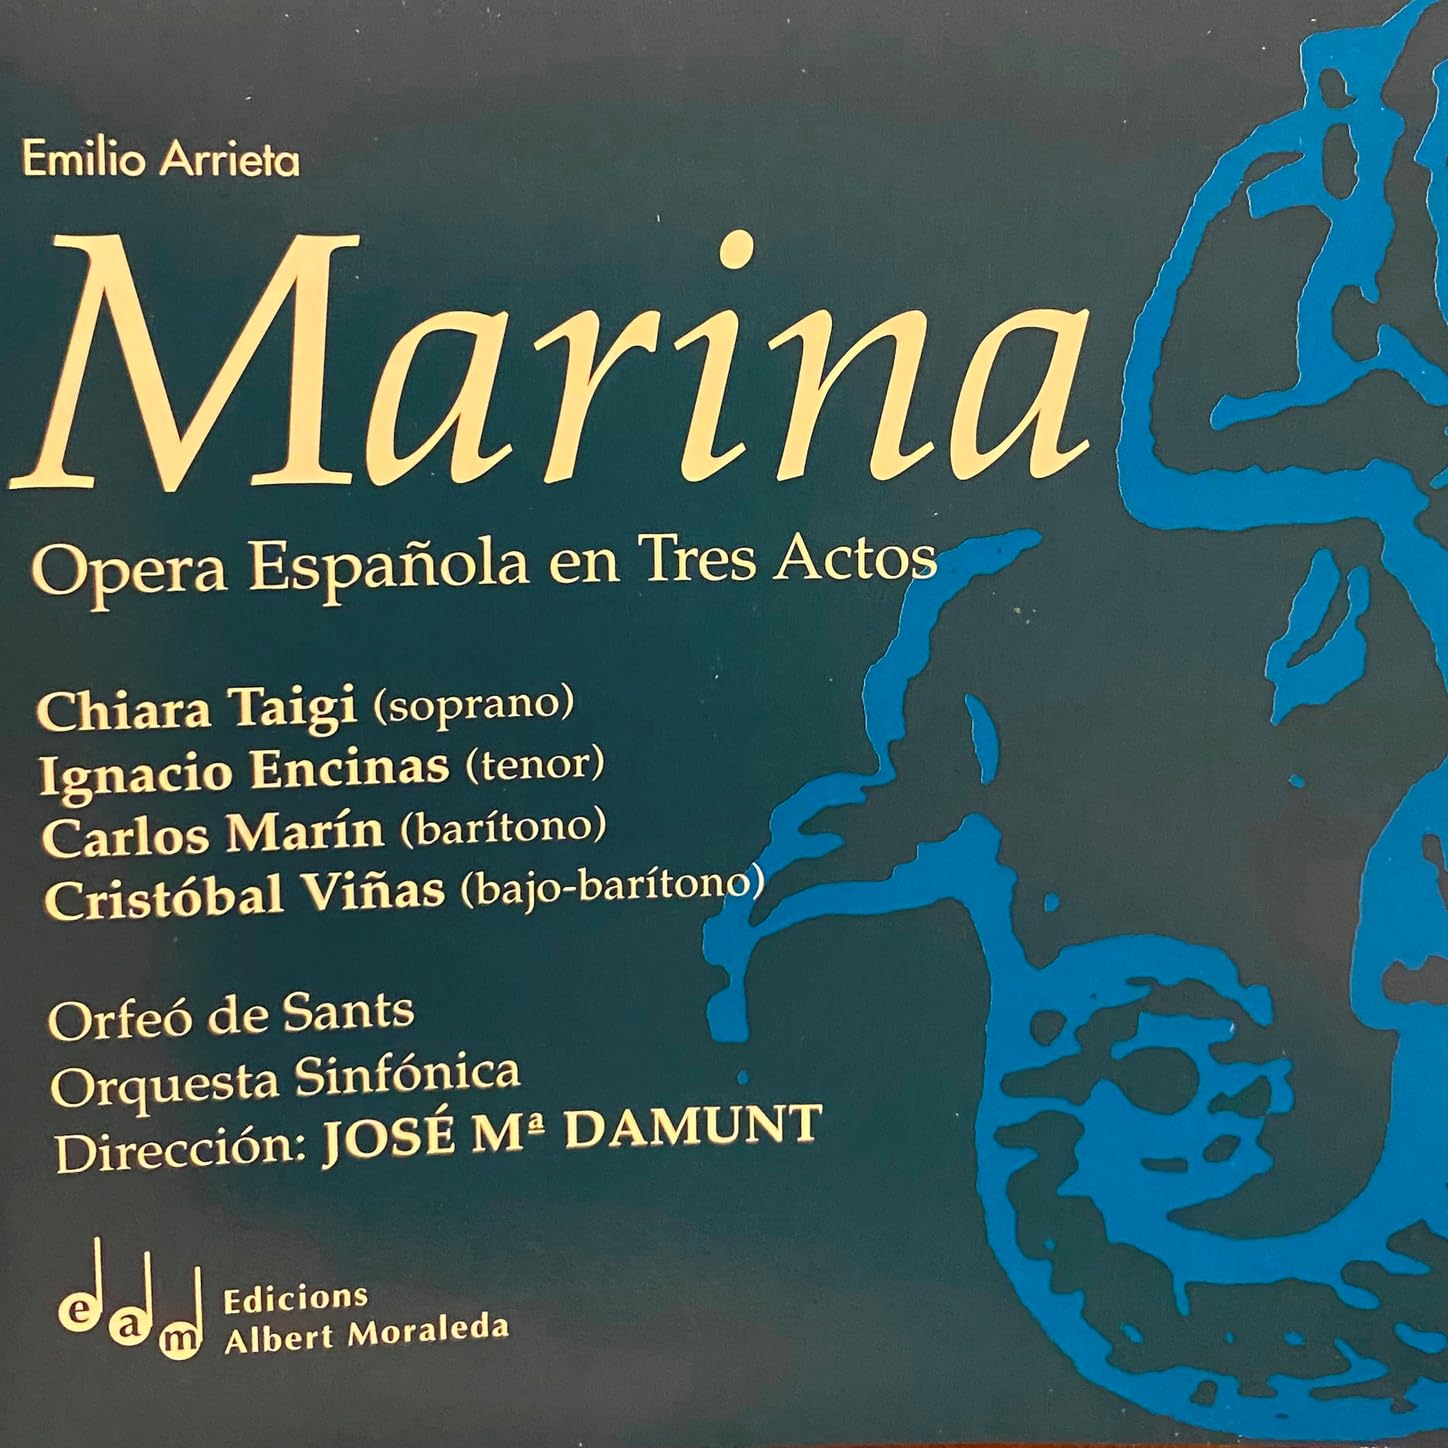 Emilio Arrieta
Marina
Opera Española en Tres Actos
Chiara Taigi (soprano)
Ignacio Encinas (tenor)
Carlos Marín (barítono)
Cristóbal Viñas (bajo-barítono)
Orfeó de Sants
Orquesta Sinfónica
Dirección: JOSÉ Mª DAMUNT
eam
Edicions
Albert Moraleda